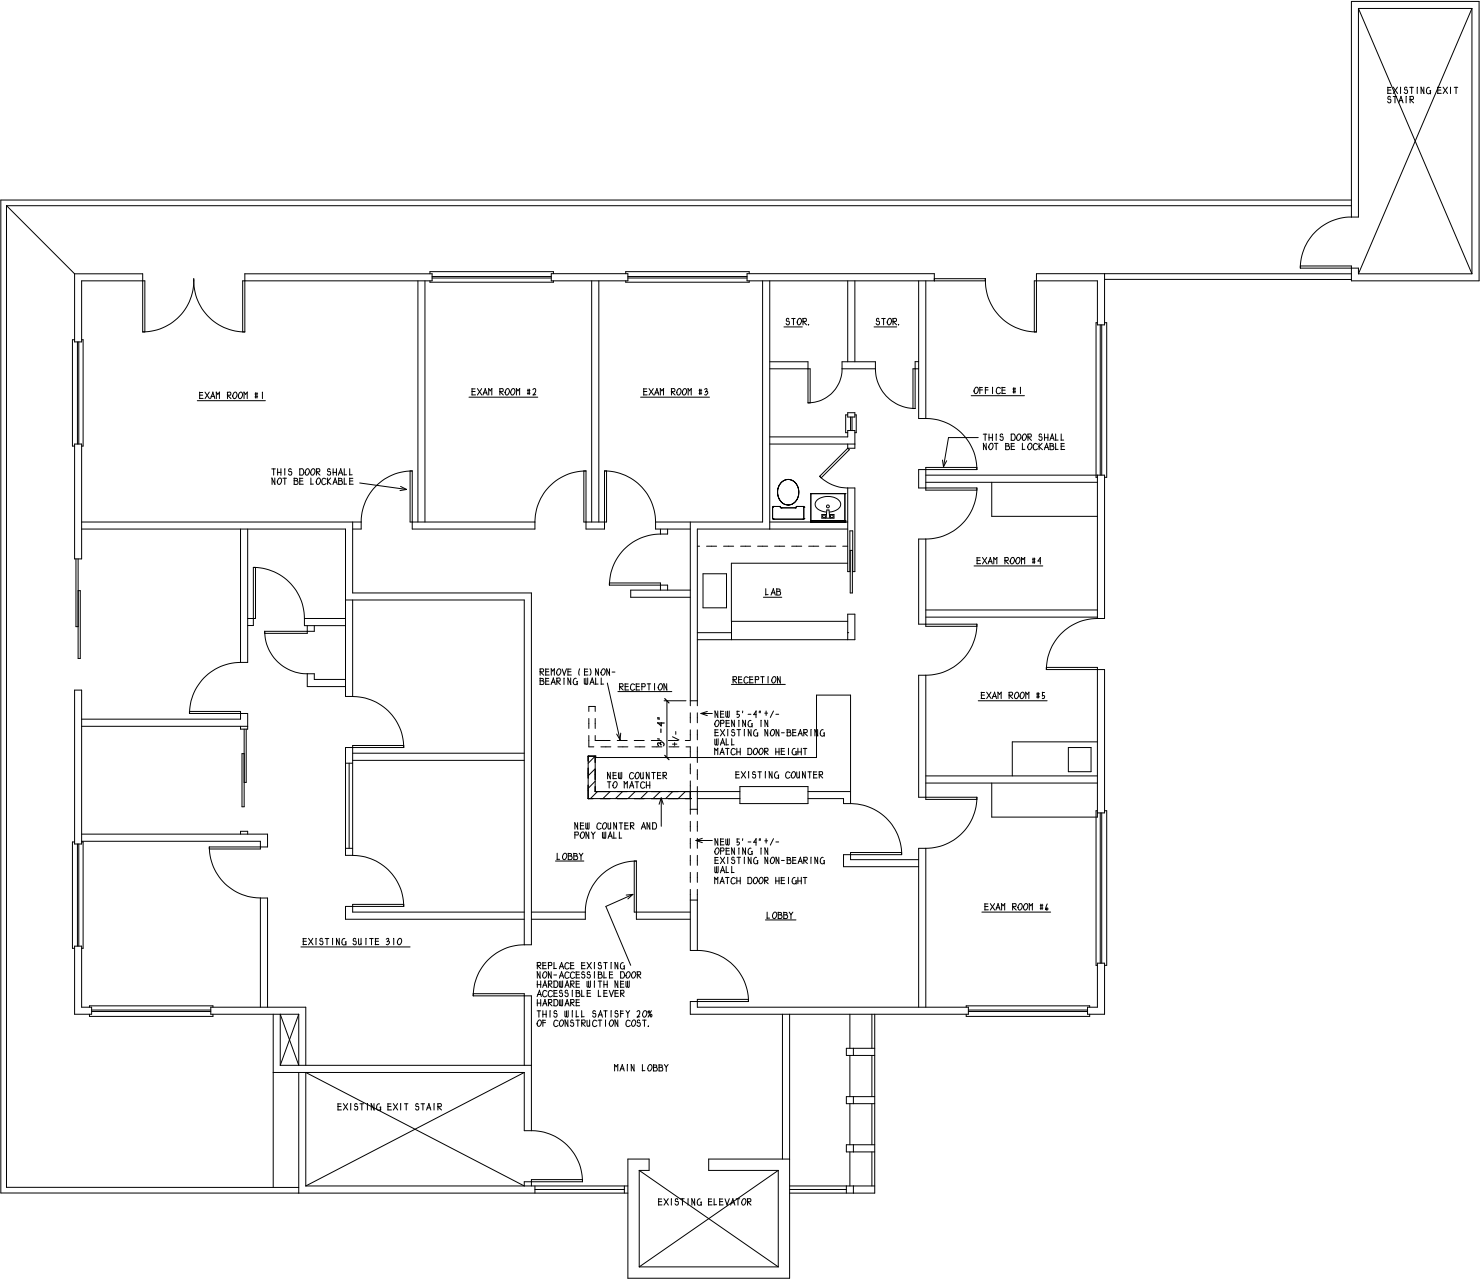 EXISTING EXIT
STAIR
STOR.
STOR.
EXAM ROOM #1
EXAM ROOM #2
EXAM ROOM #3
OFFICE #1
THIS DOOR SHALL
NOT BE LOCKABLE
THIS DOOR SHALL
NOT BE LOCKABLE
EXAM ROOM #4
LAB
REMOVE (E)NON-
BEARING WALL
RECEPTION
RECEPTION
EXAM ROOM #5
3'-4"
+/-
NEW 5'-4"+/-
OPENING IN
EXISTING NON-BEARING
WALL
MATCH DOOR HEIGHT
NEW COUNTER
TO MATCH
EXISTING COUNTER
NEW COUNTER AND
PONY WALL
NEW 5'-4"+/-
OPENING IN
EXISTING NON-BEARING
WALL
MATCH DOOR HEIGHT
LOBBY
LOBBY
EXAM ROOM #6
EXISTING SUITE 310
REPLACE EXISTING
NON-ACCESSIBLE DOOR
HARDWARE WITH NEW
ACCESSIBLE LEVER
HARDWARE
THIS WILL SATISFY 20%
OF CONSTRUCTION COST.
MAIN LOBBY
EXISTING EXIT STAIR
EXISTING ELEVATOR